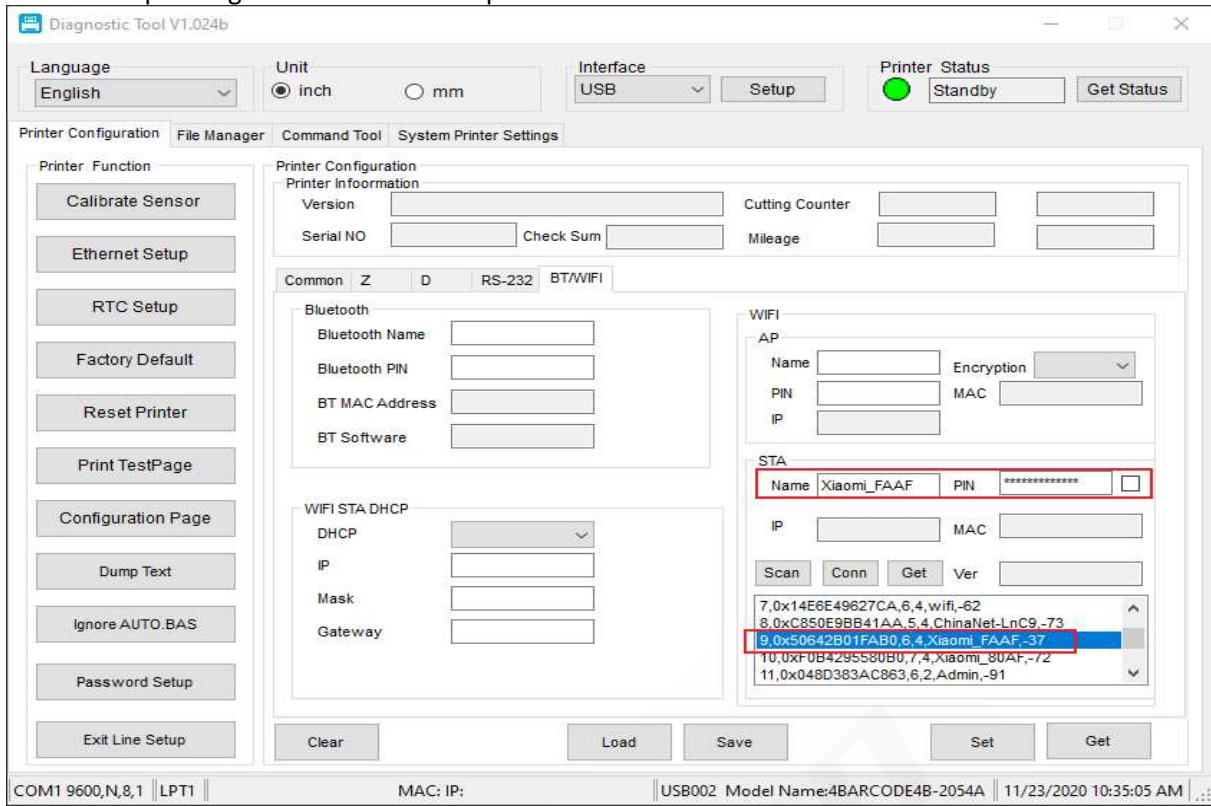 Diagnostic Tool V1.024b
Language
English
Unit
inch
mm
Interface
USB
Setup
Printer Status
Standby
Get Status
Printer Configuration
File Manager
Command Tool
System Printer Settings
Printer Function
Calibrate Sensor
Ethernet Setup
RTC Setup
Factory Default
Reset Printer
Print TestPage
Configuration Page
Dump Text
Ignore AUTO.BAS
Password Setup
Exit Line Setup
Printer Configuration
Printer Infoormation
Version
Cutting Counter
Serial NO
Check Sum
Mileage
Common
Z
D
RS-232
BT/WIFI
Bluetooth
Bluetooth Name
Bluetooth PIN
BT MAC Address
BT Software
WIFI STA DHCP
DHCP
IP
Mask
Gateway
WIFI
AP
Name
Encryption
PIN
MAC
IP
STA
Name Xiaomi_FAAF PIN *************
IP
MAC
Scan
Conn
Get
Ver
7,0x14E6E49627CA,6,4,wifi,-62
8,0xC850E9BB41AA,5,4,ChinaNet-LnC9,-73
9,0x50642B01FAB0,6,4,Xiaomi_FAAF,-37
10,0xF0B4295580B0,7,4,Xiaomi_80AF,-72
11,0x048D383AC863,6,2,Admin,-91
Clear
Load
Save
Set
Get
COM1 9600,N,8,1
LPT1
MAC: IP:
USB002 Model Name:4BARCODE4B-2054A
11/23/2020 10:35:05 AM